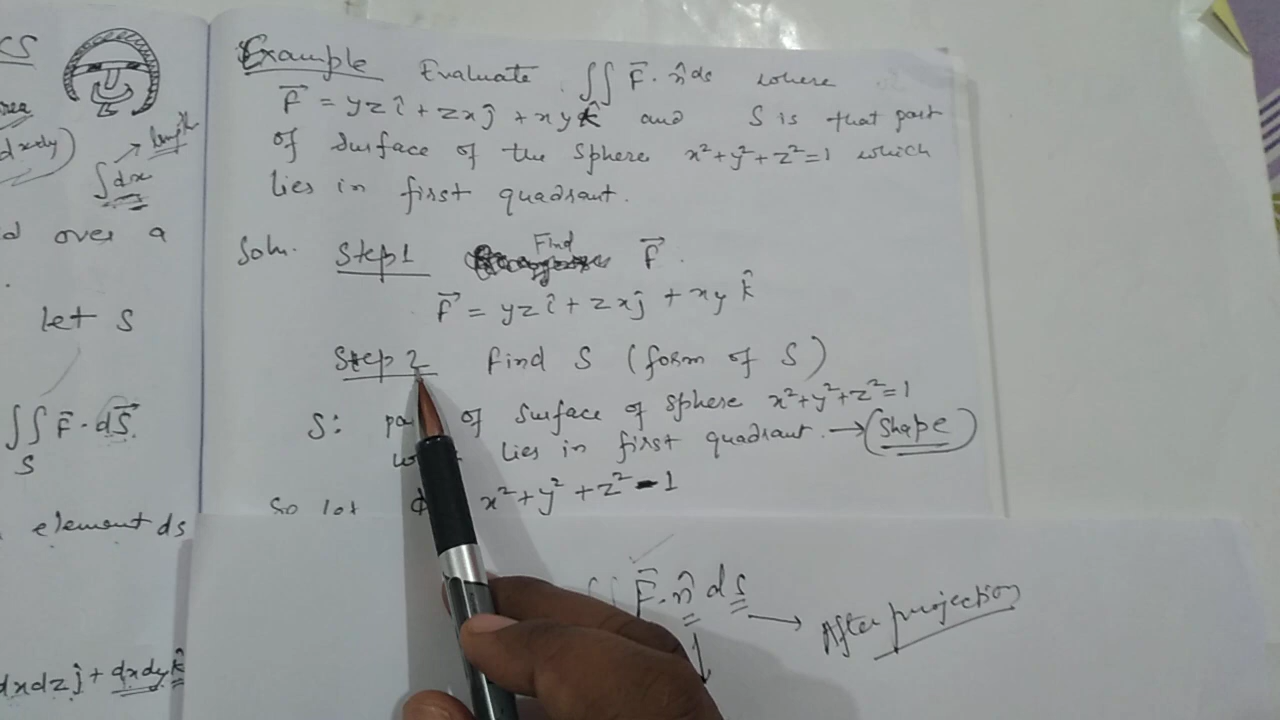 CS
dxdy)
→ length
∫dx
d over a
let S
∬ F̄ · dS⃗
S
element ds
dxdz ĵ + dxdy k̂
Example Evaluate ∬ F⃗ · n̂ ds where
F⃗ = yz î + zx ĵ + xy k̂ and S is that part
of surface of the sphere x²+y²+z²=1 which
lies in first quadrant.
Soln. Step1 Find F⃗.
F⃗ = yz î + zx ĵ + xy k̂
Step 2 Find S (form of S)
S: of surface of sphere x²+y²+z²=1
lies in first quadrant. → (Shape)
So let ϕ x²+y²+z²-1
∬ F̄. n̂ ds → After projection